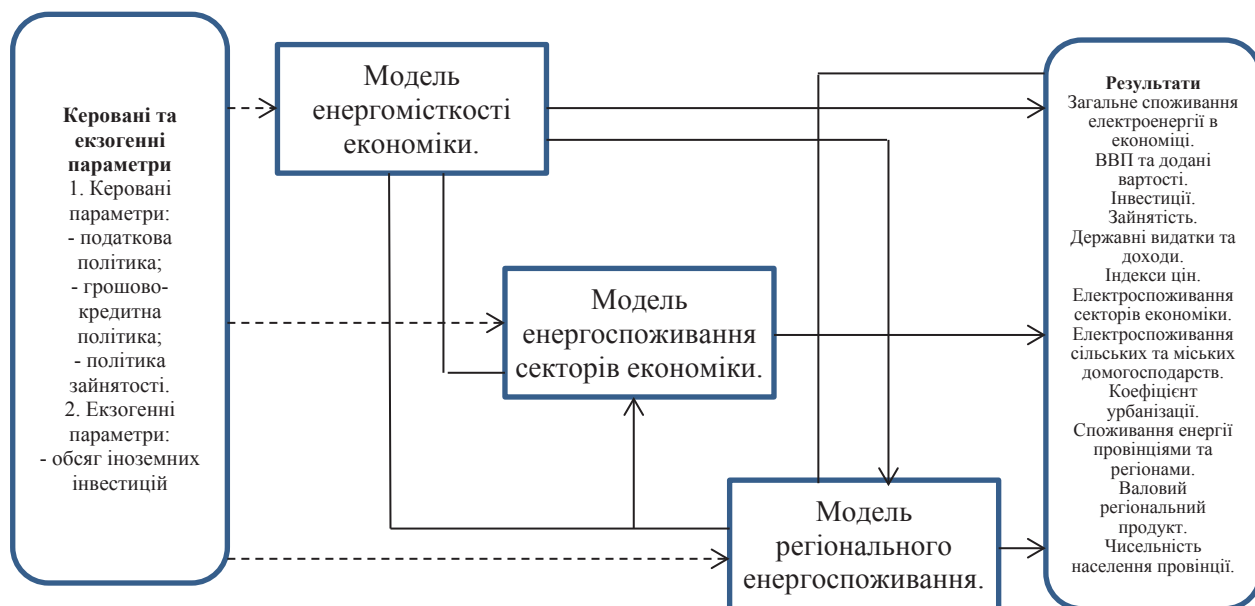 Керовані та
екзогенні
параметри
1. Керовані
параметри:
- податкова
політика;
- грошово-
кредитна
політика;
- політика
зайнятості.
2. Екзогенні
параметри:
- обсяг іноземних
інвестицій
Модель
енергомісткості
економіки.
Модель
енергоспоживання
секторів економіки.
Модель
регіонального
енергоспоживання.
Результати
Загальне споживання
електроенергії в
економіці.
ВВП та додані
вартості.
Інвестиції.
Зайнятість.
Державні видатки та
доходи.
Індекси цін.
Електроспоживання
секторів економіки.
Електроспоживання
сільських та міських
домогосподарств.
Коефіцієнт
урбанізації.
Споживання енергії
провінціями та
регіонами.
Валовий
регіональний
продукт.
Чисельність
населення провінції.